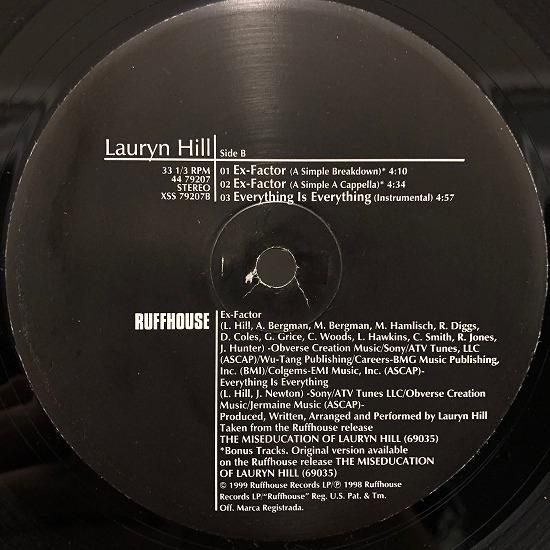 Lauryn Hill Side B
33 1/3 RPM
44 79207
STEREO
XSS 79207B
01 Ex-Factor (A Simple Breakdown)* 4:10
02 Ex-Factor (A Simple A Cappella)* 4:34
03 Everything Is Everything (Instrumental) 4:57
RUFFHOUSE
Ex-Factor
(L. Hill, A. Bergman, M. Bergman, M. Hamlisch, R. Diggs,
D. Coles, G. Grice, C. Woods, L. Hawkins, C. Smith, R. Jones,
J. Hunter) -Obverse Creation Music/Sony/ATV Tunes, LLC
(ASCAP)/Wu-Tang Publishing/Careers-BMG Music Publishing,
Inc. (BMI)/Colgems-EMI Music, Inc. (ASCAP)-
Everything Is Everything
(L. Hill, J. Newton) -Sony/ATV Tunes LLC/Obverse Creation
Music/Jermaine Music (ASCAP)-
Produced, Written, Arranged and Performed by Lauryn Hill
Taken from the Ruffhouse release
THE MISEDUCATION OF LAURYN HILL (69035)
*Bonus Tracks. Original version available
on the Ruffhouse release THE MISEDUCATION
OF LAURYN HILL (69035)
© 1999 Ruffhouse Records LP/℗ 1998 Ruffhouse
Records LP/"Ruffhouse" Reg. U.S. Pat. & Tm.
Off. Marca Registrada.